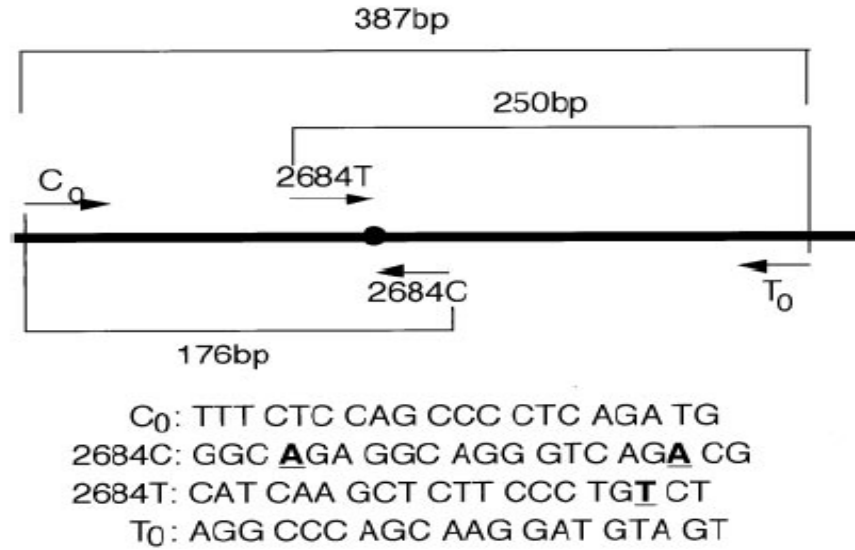 387bp
250bp
C0
2684T
2684C
T0
176bp
C0: TTT CTC CAG CCC CTC AGA TG
2684C: GGC AGA GGC AGG GTC AGA CG
2684T: CAT CAA GCT CTT CCC TGT CT
T0: AGG CCC AGC AAG GAT GTA GT